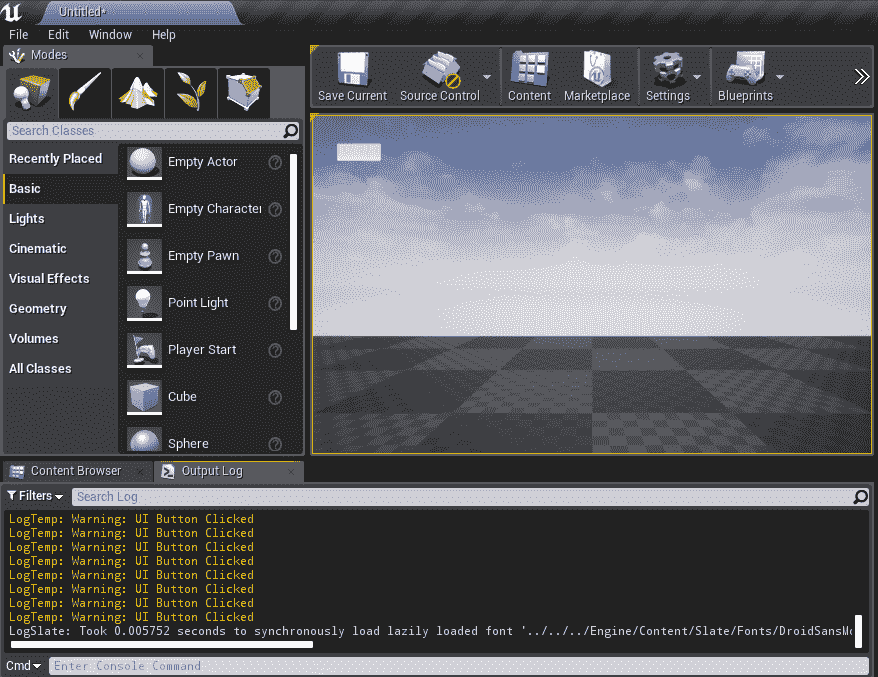 Untitled*
File Edit Window Help
Modes
Save Current Source Control Content Marketplace Settings Blueprints
Search Classes
Recently Placed
Basic
Lights
Cinematic
Visual Effects
Geometry
Volumes
All Classes
Empty Actor
Empty Character
Empty Pawn
Point Light
Player Start
Cube
Sphere
Content Browser Output Log
Filters Search Log
LogTemp: Warning: UI Button Clicked
LogTemp: Warning: UI Button Clicked
LogTemp: Warning: UI Button Clicked
LogTemp: Warning: UI Button Clicked
LogTemp: Warning: UI Button Clicked
LogTemp: Warning: UI Button Clicked
LogTemp: Warning: UI Button Clicked
LogTemp: Warning: UI Button Clicked
LogSlate: Took 0.005752 seconds to synchronously load lazily loaded font '../../../Engine/Content/Slate/Fonts/DroidSansMo
Cmd Enter Console Command